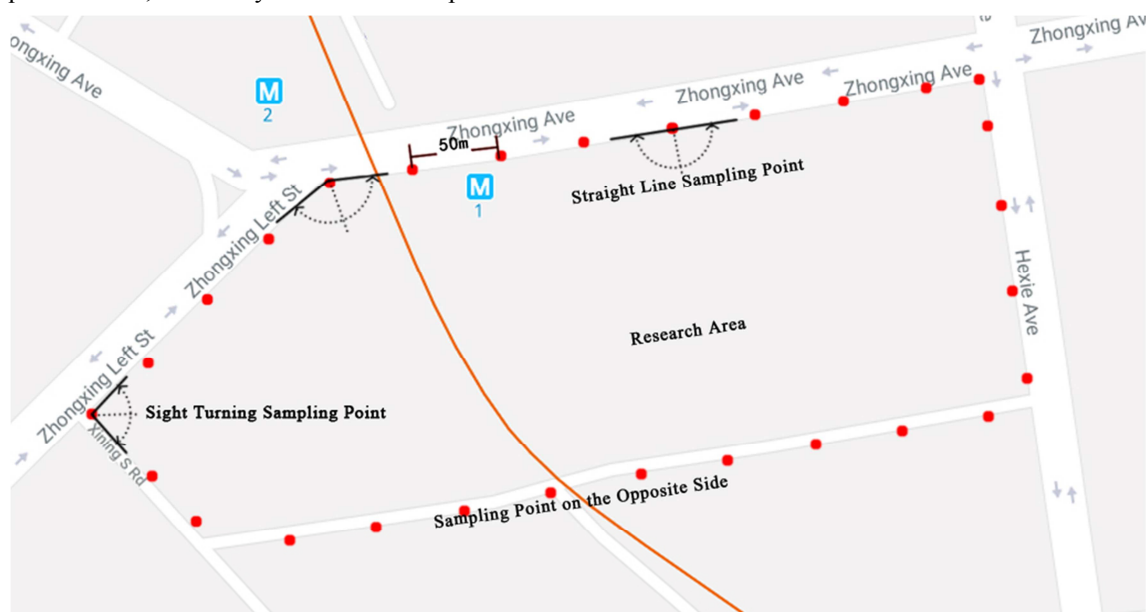 Zhongxing Ave
ongxing Ave
Zhongxing Ave
Zhongxing Ave
M
2
Zhongxing Ave
50m
M
1
Straight Line Sampling Point
Zhongxing Left St
Hexie Ave
Research Area
Zhongxing Left St
Sight Turning Sampling Point
Xining S Rd
Sampling Point on the Opposite Side